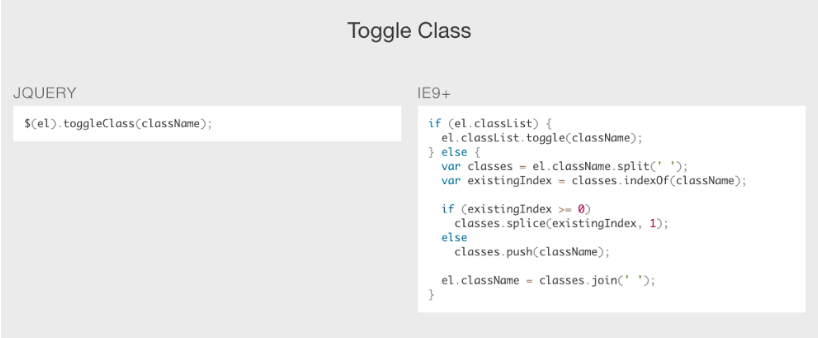 Toggle Class
JQUERY
$(el).toggleClass(className);
IE9+
if (el.classList) {
  el.classList.toggle(className);
} else {
  var classes = el.className.split(' ');
  var existingIndex = classes.indexOf(className);

  if (existingIndex >= 0)
    classes.splice(existingIndex, 1);
  else
    classes.push(className);

  el.className = classes.join(' ');
}